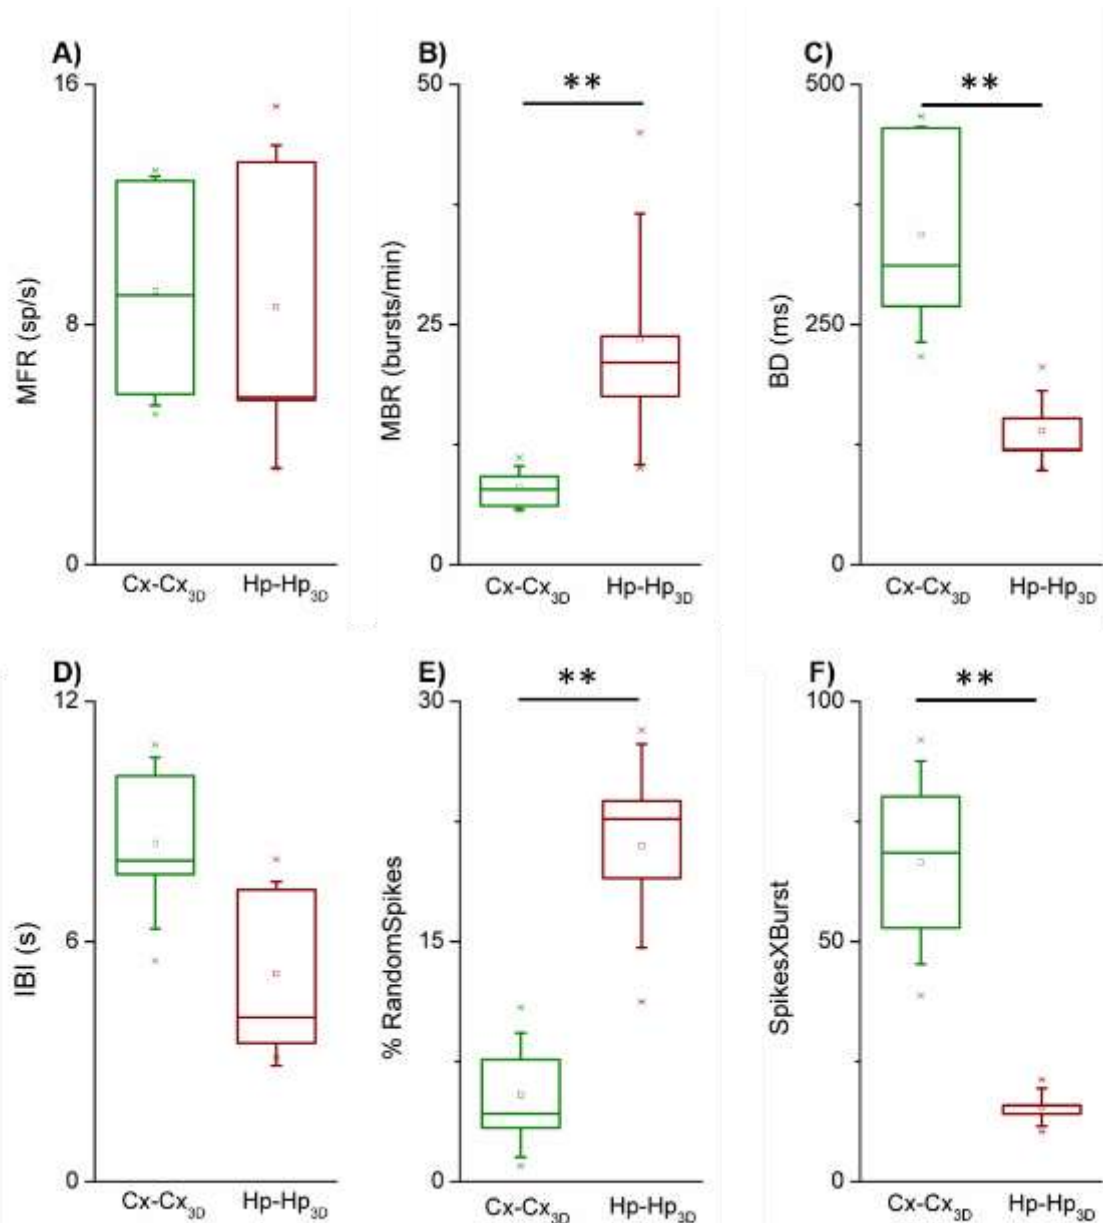 A)
16
8
0
MFR (sp/s)
Cx-Cx3D
Hp-Hp3D
B)
**
50
25
0
MBR (bursts/min)
Cx-Cx3D
Hp-Hp3D
C)
**
500
250
0
BD (ms)
Cx-Cx3D
Hp-Hp3D
D)
12
6
0
IBI (s)
Cx-Cx3D
Hp-Hp3D
E)
**
30
15
0
% RandomSpikes
Cx-Cx3D
Hp-Hp3D
F)
**
100
50
0
SpikesXBurst
Cx-Cx3D
Hp-Hp3D